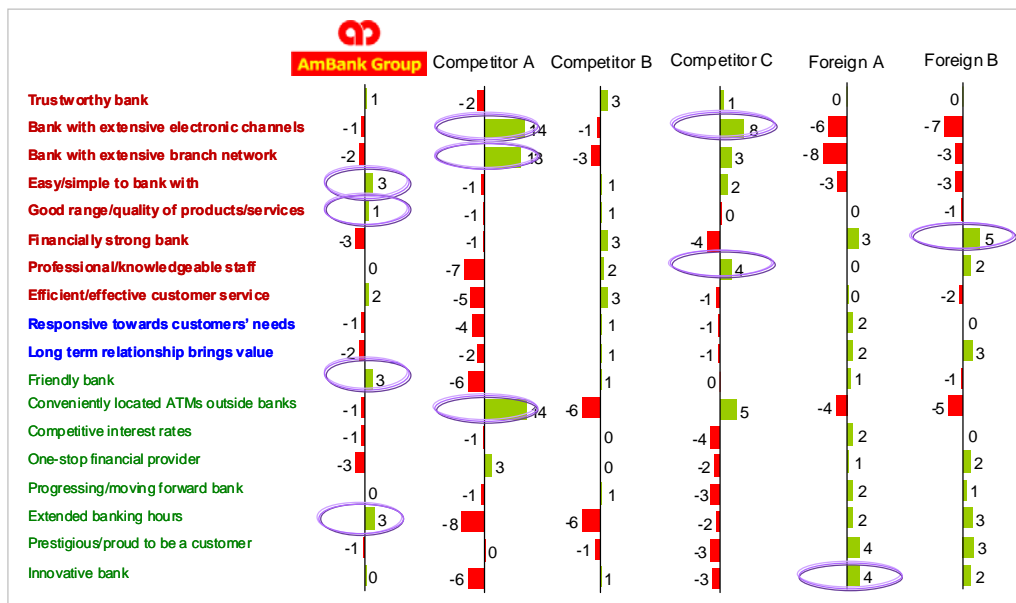 AmBank Group Competitor A Competitor B Competitor C Foreign A Foreign B
Trustworthy bank 1 -2 3 1 0 0
Bank with extensive electronic channels -1 14 -1 8 -6 -7
Bank with extensive branch network -2 13 -3 3 -8 -3
Easy/simple to bank with 3 -1 1 2 -3 -3
Good range/quality of products/services 1 -1 1 0 0 -1
Financially strong bank -3 -1 3 -4 3 5
Professional/knowledgeable staff 0 -7 2 4 0 2
Efficient/effective customer service 2 -5 3 -1 0 -2
Responsive towards customers’ needs -1 -4 1 -1 2 0
Long term relationship brings value -2 -2 1 -1 2 3
Friendly bank 3 -6 1 0 1 -1
Conveniently located ATMs outside banks -1 14 -6 5 -4 -5
Competitive interest rates -1 -1 0 -4 2 0
One-stop financial provider -3 3 0 -2 1 2
Progressing/moving forward bank 0 -1 1 -3 2 1
Extended banking hours 3 -8 -6 -2 2 3
Prestigious/proud to be a customer -1 0 -1 -3 4 3
Innovative bank 0 -6 1 -3 4 2